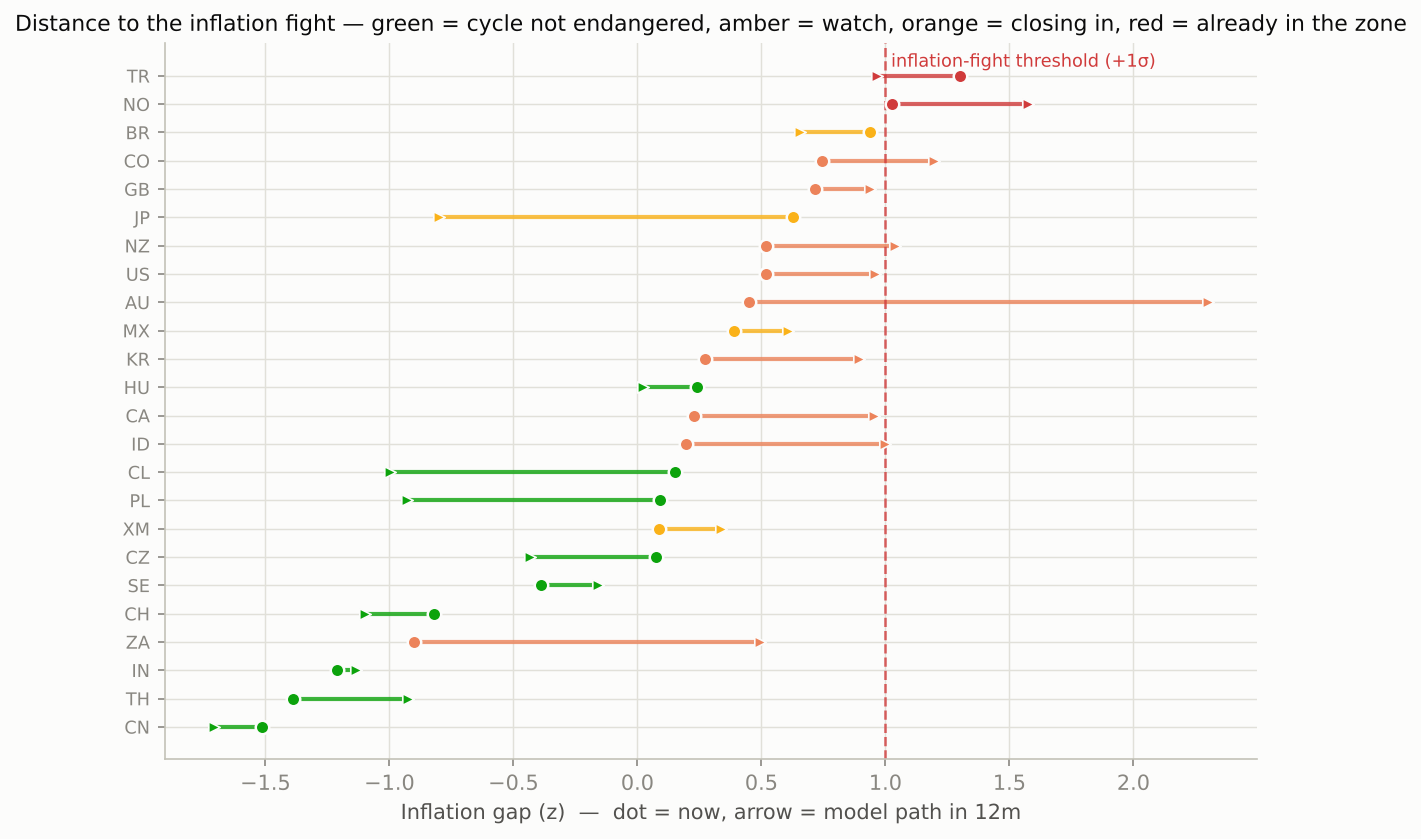 Distance to the inflation fight — green = cycle not endangered, amber = watch, orange = closing in, red = already in the zone
inflation-fight threshold (+1σ)
TR
NO
BR
CO
GB
JP
NZ
US
AU
MX
KR
HU
CA
ID
CL
PL
XM
CZ
SE
CH
ZA
IN
TH
CN
−1.5 −1.0 −0.5 0.0 0.5 1.0 1.5 2.0
Inflation gap (z) — dot = now, arrow = model path in 12m